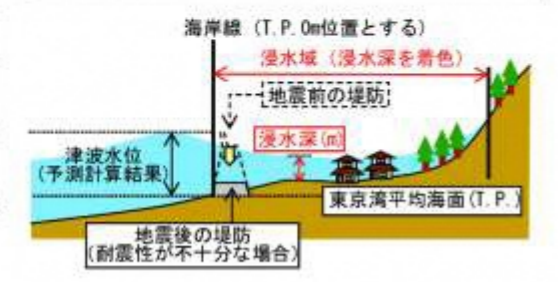 海岸線(T.P.0m位置とする)
浸水域(浸水深を着色)
地震前の堤防
浸水深(m)
津波水位
(予測計算結果)
東京湾平均海面(T.P.)
地震後の堤防
(耐震性が不十分な場合)